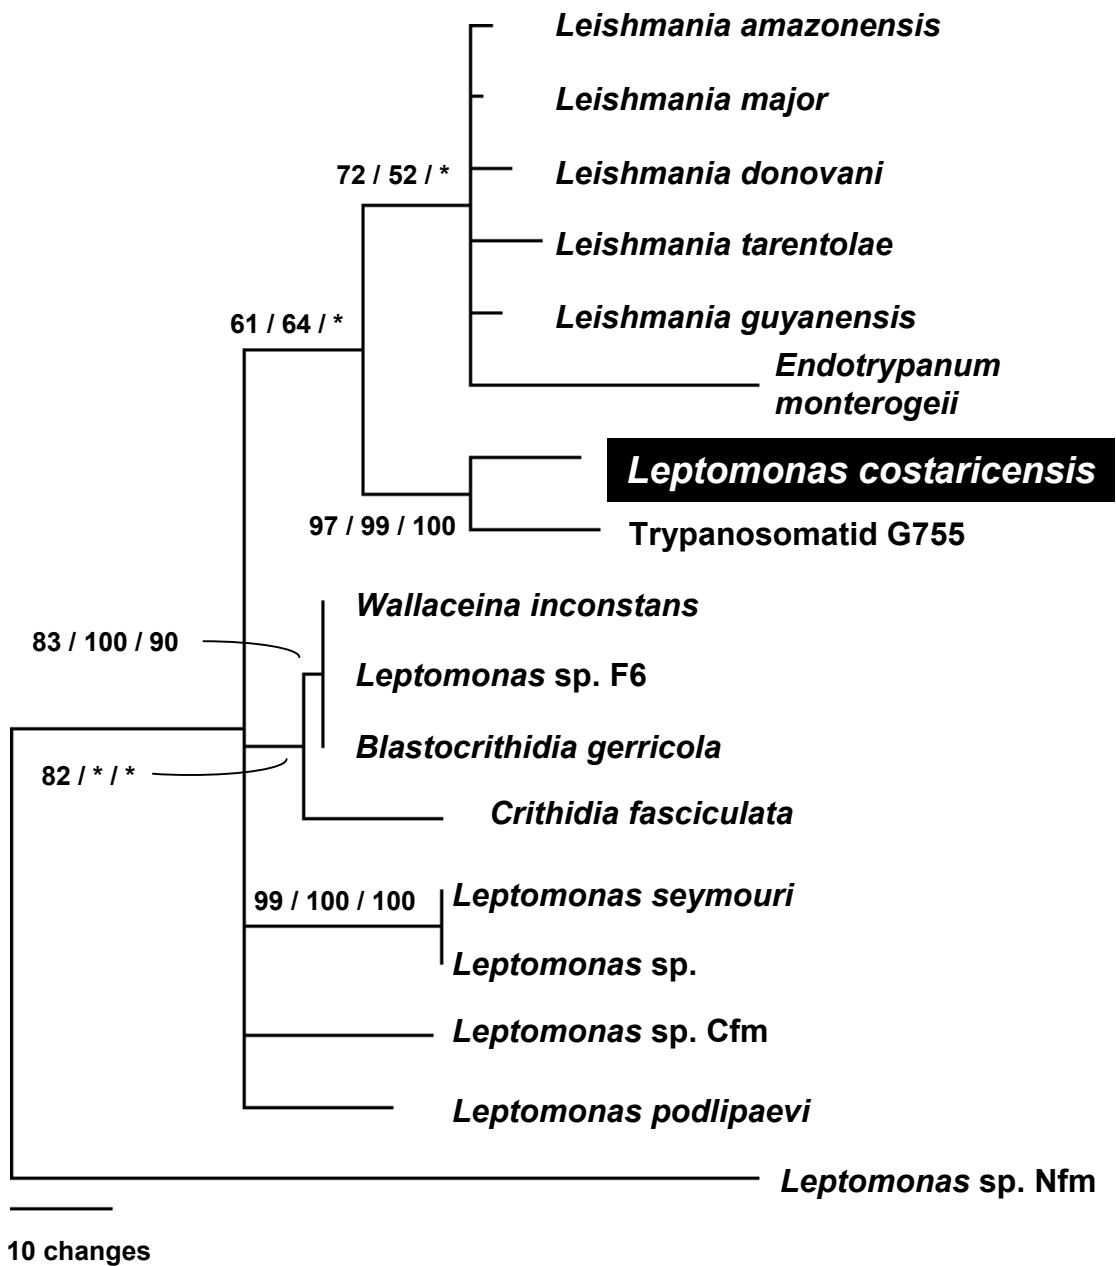 Leishmania amazonensis
Leishmania major
72 / 52 / *
Leishmania donovani
Leishmania tarentolae
61 / 64 / *
Leishmania guyanensis
Endotrypanum
monterogeii
Leptomonas costaricensis
97 / 99 / 100
Trypanosomatid G755
Wallaceina inconstans
83 / 100 / 90
Leptomonas sp. F6
Blastocrithidia gerricola
82 / * / *
Crithidia fasciculata
99 / 100 / 100
Leptomonas seymouri
Leptomonas sp.
Leptomonas sp. Cfm
Leptomonas podlipaevi
Leptomonas sp. Nfm
10 changes